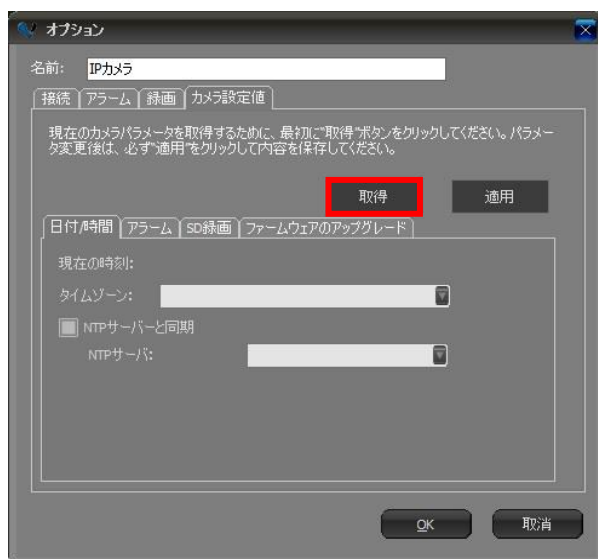 オプション
名前: IPカメラ
接続 アラーム 録画 カメラ設定値
現在のカメラパラメータを取得するために、最初に"取得"ボタンをクリックしてください。パラメー
タ変更後は、必ず"適用"をクリックして内容を保存してください。
取得 適用
日付/時間 アラーム SD録画 ファームウェアのアップグレード
現在の時刻:
タイムゾーン:
NTPサーバーと同期
NTPサーバ:
OK 取消